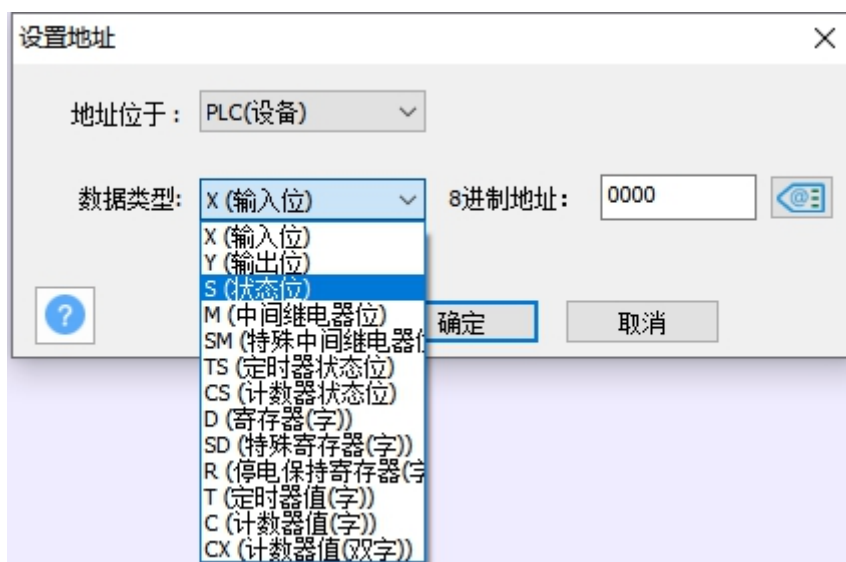 设置地址
地址位于： PLC(设备)
数据类型: X (输入位) 8进制地址： 0000
X (输入位)
Y (输出位)
S (状态位)
M (中间继电器位)
SM (特殊中间继电器位
TS (定时器状态位)
CS (计数器状态位)
D (寄存器(字))
SD (特殊寄存器(字))
R (停电保持寄存器(字
T (定时器值(字))
C (计数器值(字))
CX (计数器值(双字))
?
确定 取消